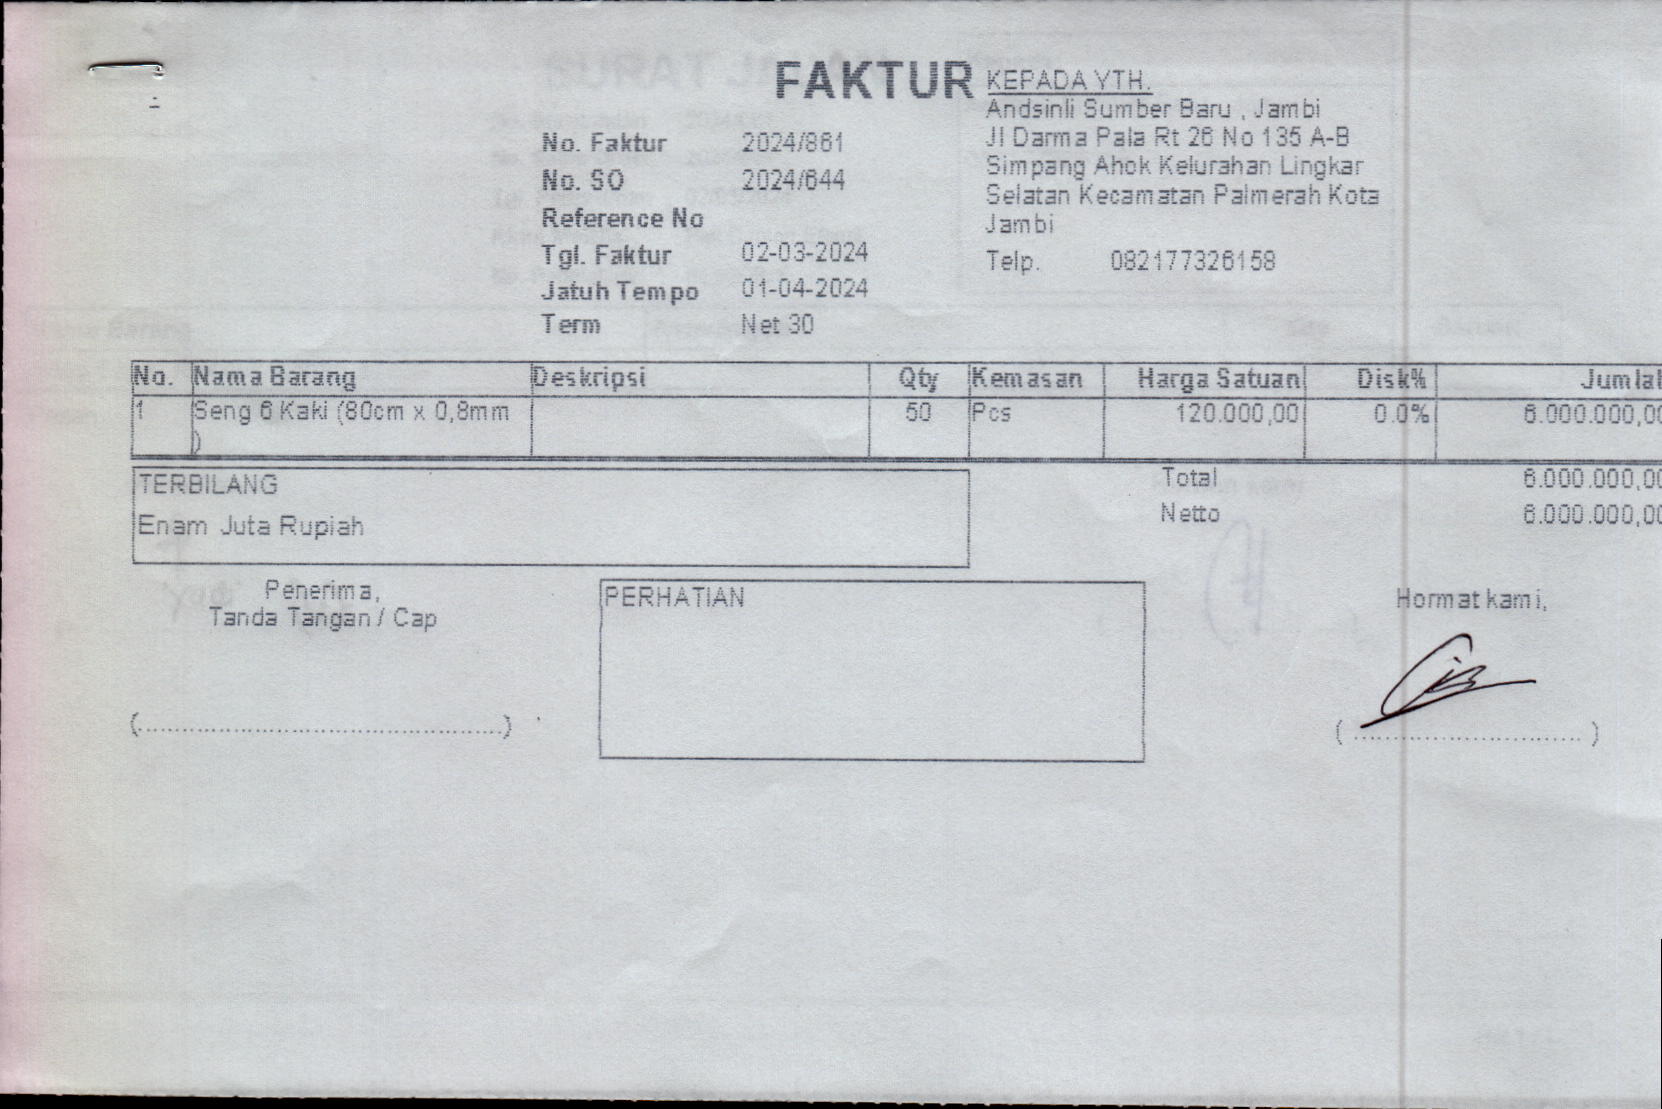 FAKTUR
No. Faktur 2024/861
No. SO 2024/644
Reference No
Tgl. Faktur 02-03-2024
Jatuh Tempo 01-04-2024
Term Net 30
KEPADA YTH.
Andsinli Sumber Baru , Jambi
Jl Darma Pala Rt 26 No 135 A-B
Simpang Ahok Kelurahan Lingkar
Selatan Kecamatan Palmerah Kota
Jambi
Telp. 082177326158
No. Nama Barang Deskripsi Qty Kemasan Harga Satuan Disk% Jumlah
1 Seng 6 Kaki (80cm x 0,8mm 50 Pcs 120.000,00 0.0% 6.000.000,00
)
Total 6.000.000,00
Netto 6.000.000,00
TERBILANG
Enam Juta Rupiah
Penerima,
Tanda Tangan / Cap
(................................................)
PERHATIAN
Hormat kami,
( .............................. )